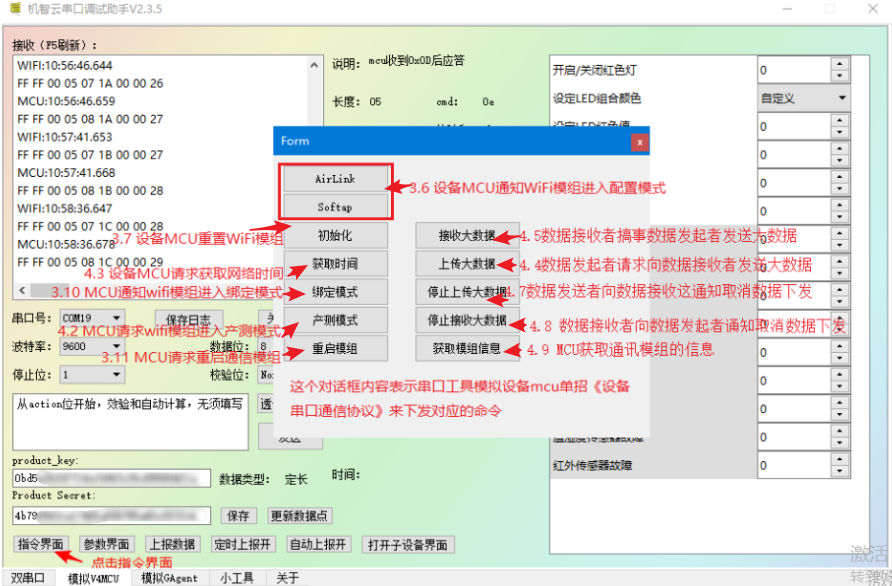 机智云串口调试助手V2.3.5
接收（F5刷新）:
WIFI:10:56:46.644
FF FF 00 05 07 1A 00 00 26
MCU:10:56:46.659
FF FF 00 05 08 1A 00 00 27
WIFI:10:57:41.653
FF FF 00 05 07 1B 00 00 27
MCU:10:57:41.668
FF FF 00 05 08 1B 00 00 28
WIFI:10:58:36.647
FF FF 00 05 07 1C 00 00 28
MCU:10:58:36.678
FF FF 00 05 08 1C 00 00 29
说明: mcu收到0x0D后应答
长度: 05 cmd: 0e
开启/关闭红色灯 0
设定LED组合颜色 自定义
设定LED红色值 0
0
0
0
Form x
AirLink
Softap
3.6 设备MCU通知WiFi模组进入配置模式
初始化
3.7 设备MCU重置WiFi模组
接收大数据
4.5数据接收者搞事数据发起者发送大数据
获取时间
4.3 设备MCU请求获取网络时间
上传大数据
4.4数据发起者请求向数据接收者发送大数据
绑定模式
3.10 MCU通知wifi模组进入绑定模式
停止上传大数据
4.7数据发送者向数据接收这通知取消数据下发
产测模式
4.2 MCU请求wifi模组进入产测模式
停止接收大数据
4.8 数据接收者向数据发起者通知取消数据下发
重启模组
3.11 MCU请求重启通信模组
获取模组信息
4.9 MCU获取通讯模组的信息
这个对话框内容表示串口工具模拟设备mcu单招《设备
串口通信协议》来下发对应的命令
串口号: COM19 保存日志
波特率: 9600 数据位: 8
停止位: 1 校验位:
从action位开始，效验和自动计算，无须填写
发送
温湿度传感器故障 0
红外传感器故障 0
product_key:
0bd5
数据类型: 定长 时间:
Product Secret:
4b79
保存 更新数据点
指令界面 参数界面 上报数据 定时上报开 自动上报开 打开子设备界面
点击指令界面
双串口 模拟V4MCU 模拟GAgent 小工具 关于
激活